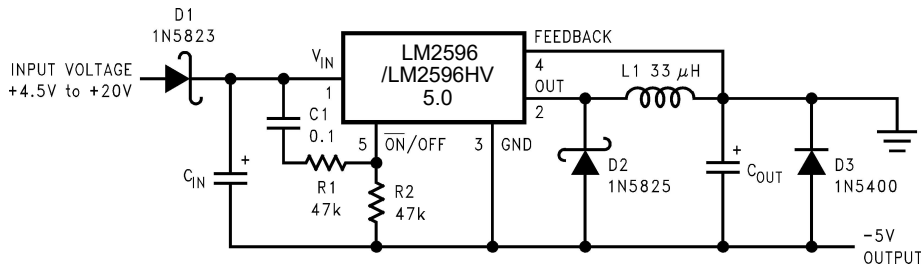 D1
1N5823
INPUT VOLTAGE
+4.5V to +20V
V_IN
1
LM2596
/LM2596HV
5.0
FEEDBACK
4
OUT
2
L1 33 μH
C1
0.1
5
ON/OFF
3
GND
+
C_IN
R1
47k
R2
47k
D2
1N5825
+
C_OUT
D3
1N5400
-5V
OUTPUT